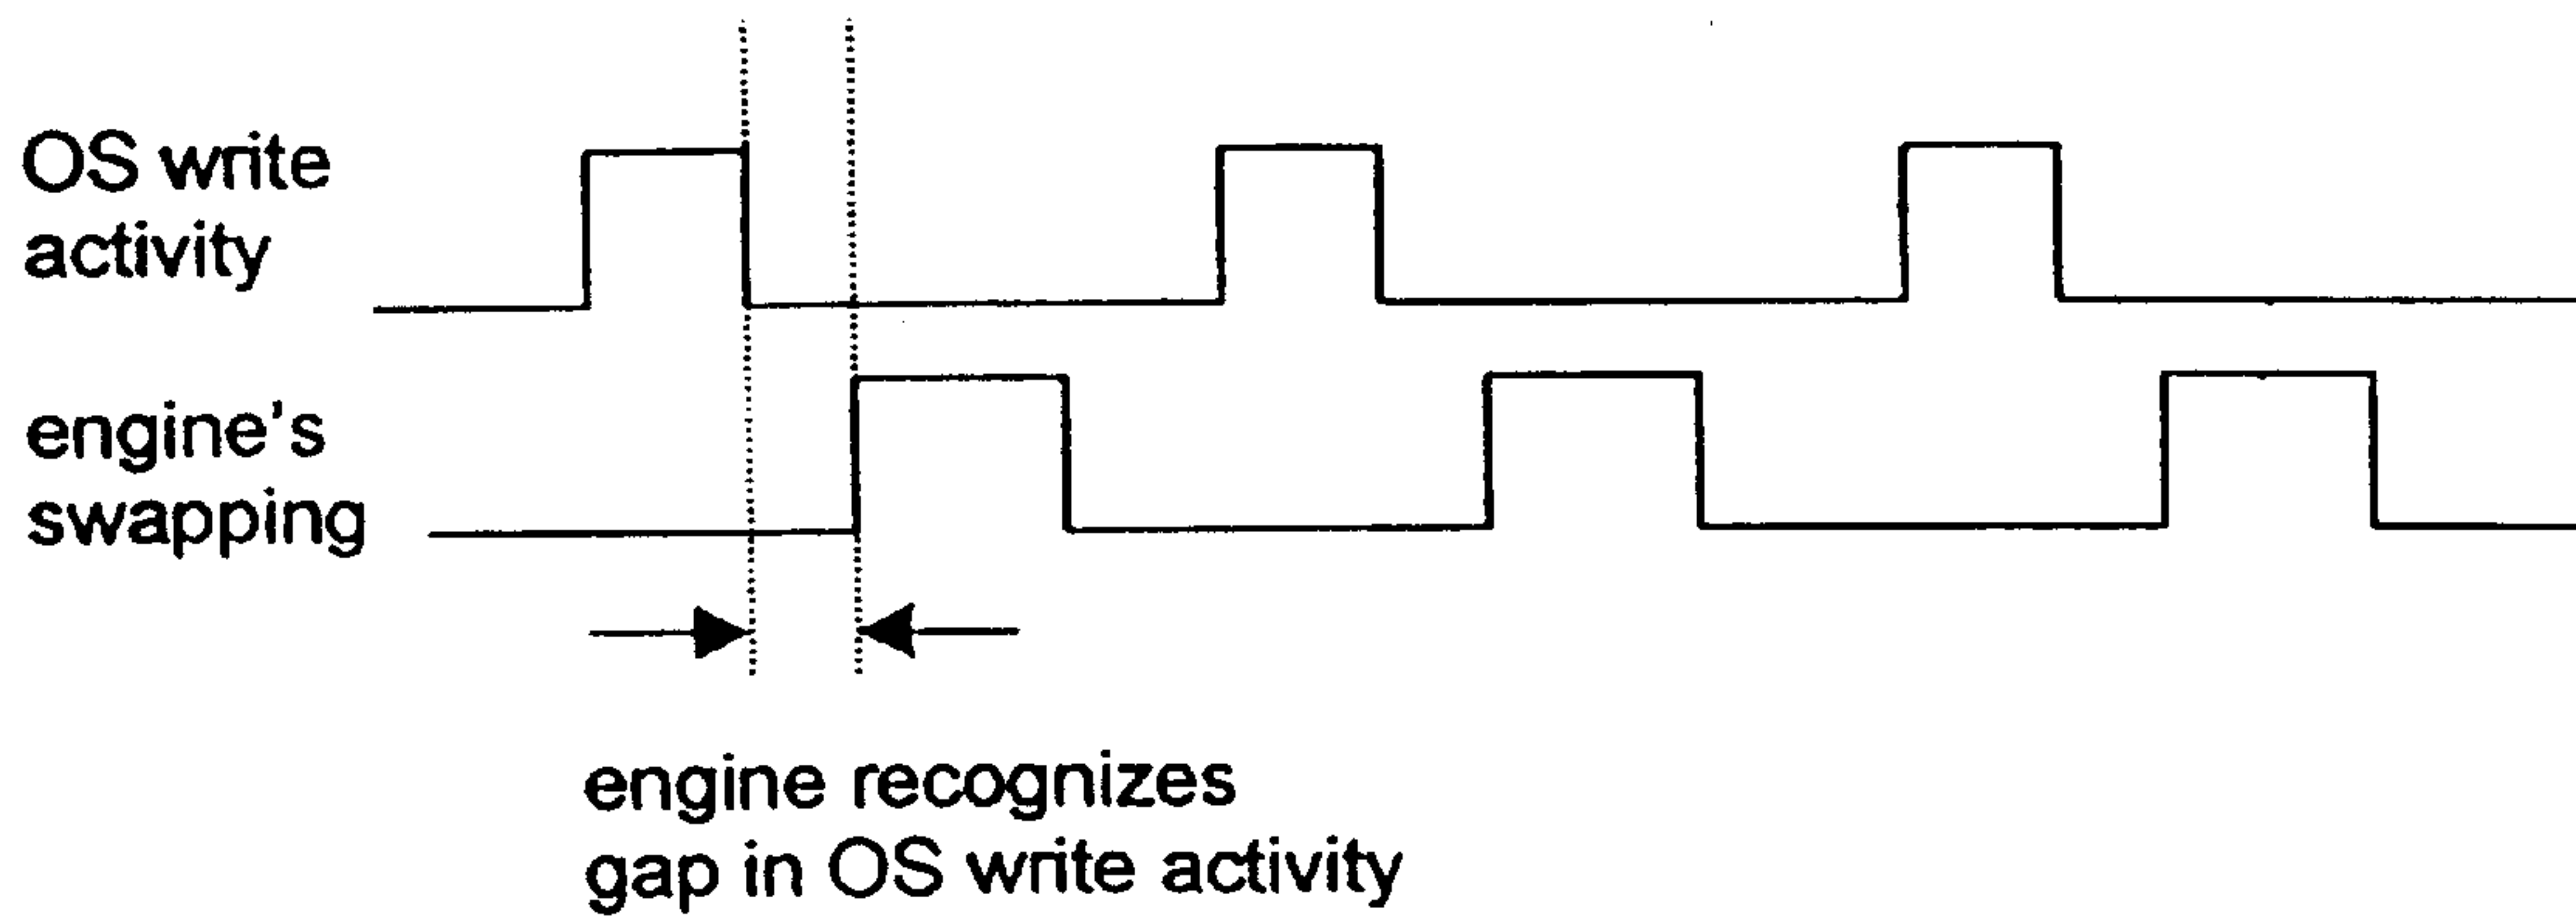 OS write
activity
engine's
swapping
engine recognizes
gap in OS write activity